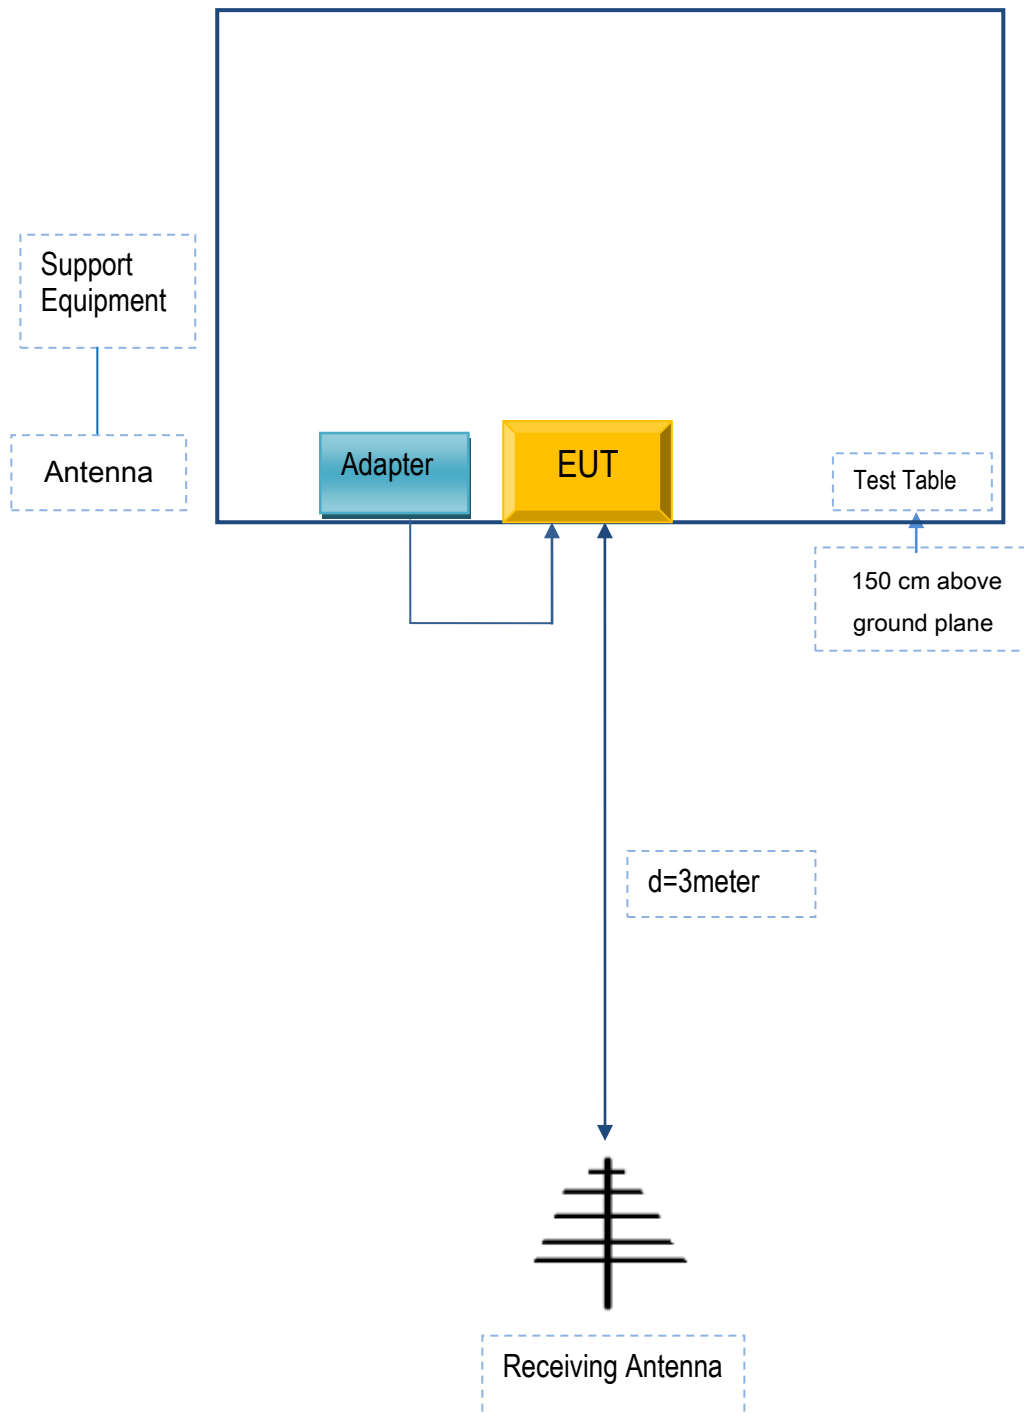 Support
Equipment
Antenna
Adapter
EUT
Test Table
150 cm above
ground plane
d=3meter
Receiving Antenna